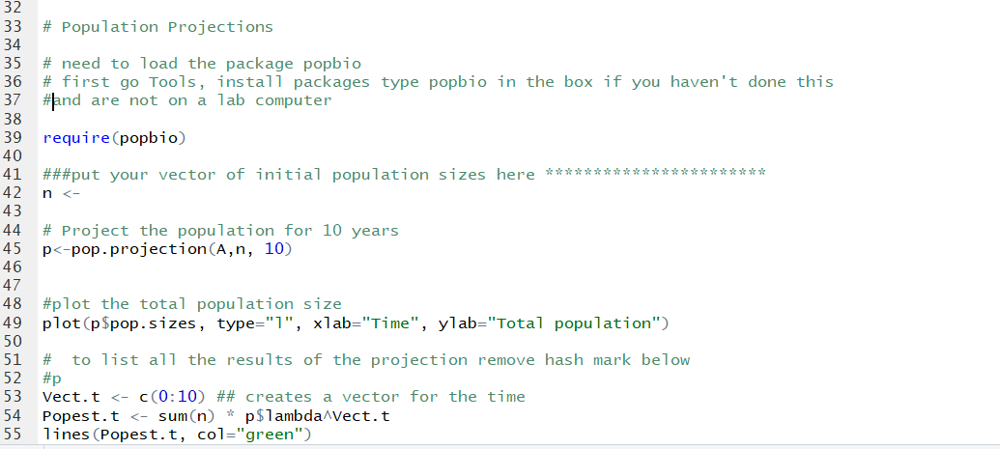 32
33 # Population Projections
34
35 # need to load the package popbio
36 # first go Tools, install packages type popbio in the box if you haven't done this
37 #and are not on a lab computer
38
39 require(popbio)
40
41 ###put your vector of initial population sizes here ***********************
42 n <-
43
44 # Project the population for 10 years
45 p<-pop.projection(A,n, 10)
46
47
48 #plot the total population size
49 plot(p$pop.sizes, type="l", xlab="Time", ylab="Total population")
50
51 #  to list all the results of the projection remove hash mark below
52 #p
53 Vect.t <- c(0:10) ## creates a vector for the time
54 Popest.t <- sum(n) * p$lambda^Vect.t
55 lines(Popest.t, col="green")